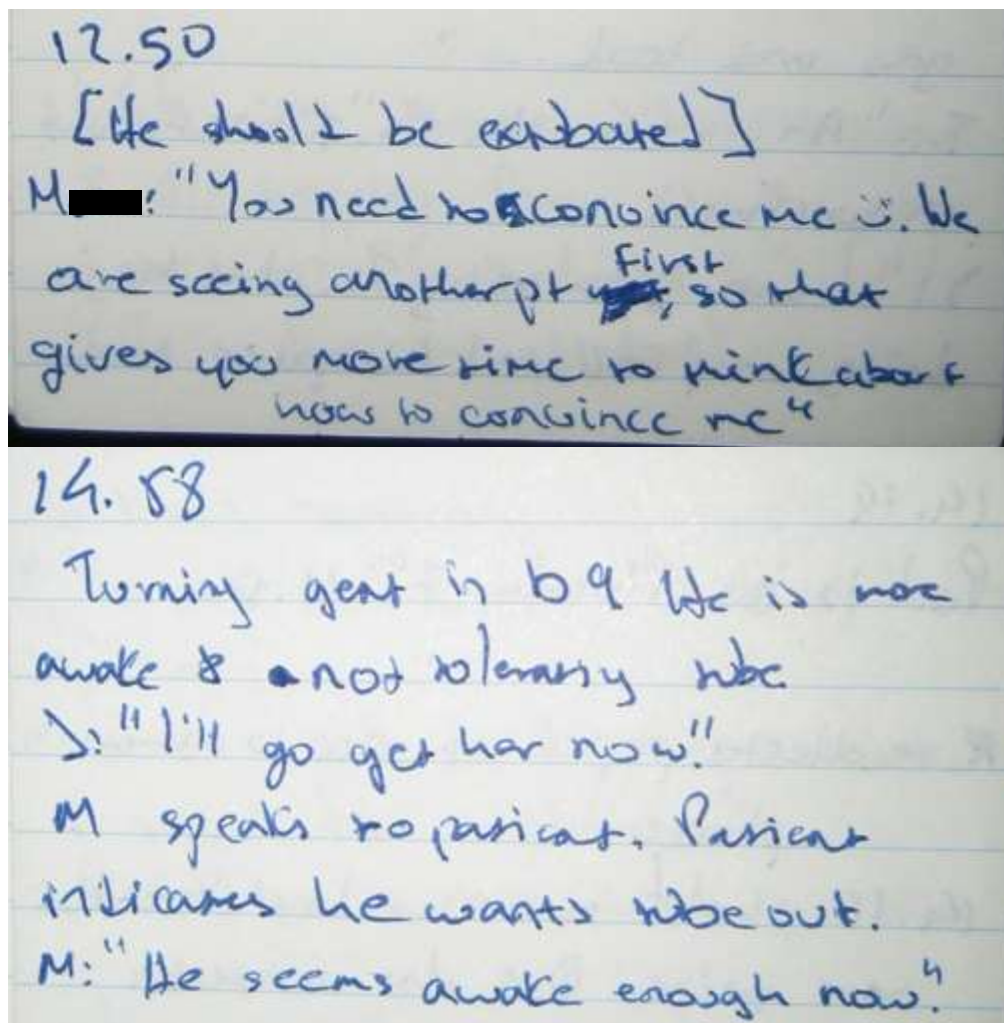 12.50
[He should be extubated]
M : "You need to convince me ü. We
are seeing another pt first, so that
gives you more time to think about
how to convince me"
14.58
Turning gent in b9 He is more
awake & not tolerating tube
J: "I'll go get her now!"
M speaks to patient. Patient
indicates he wants tube out.
M: "He seems awake enough now."